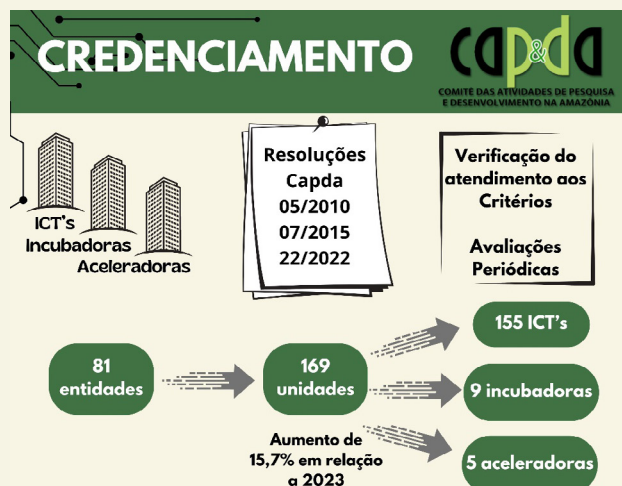 CREDENCIAMENTO
cap&da
COMITÊ DAS ATIVIDADES DE PESQUISA
E DESENVOLVIMENTO NA AMAZÔNIA
ICT's
Incubadoras
Aceleradoras
Resoluções
Capda
05/2010
07/2015
22/2022
Verificação do
atendimento aos
Critérios
Avaliações
Periódicas
81
entidades
169
unidades
Aumento de
15,7% em relação
a 2023
155 ICT's
9 incubadoras
5 aceleradoras